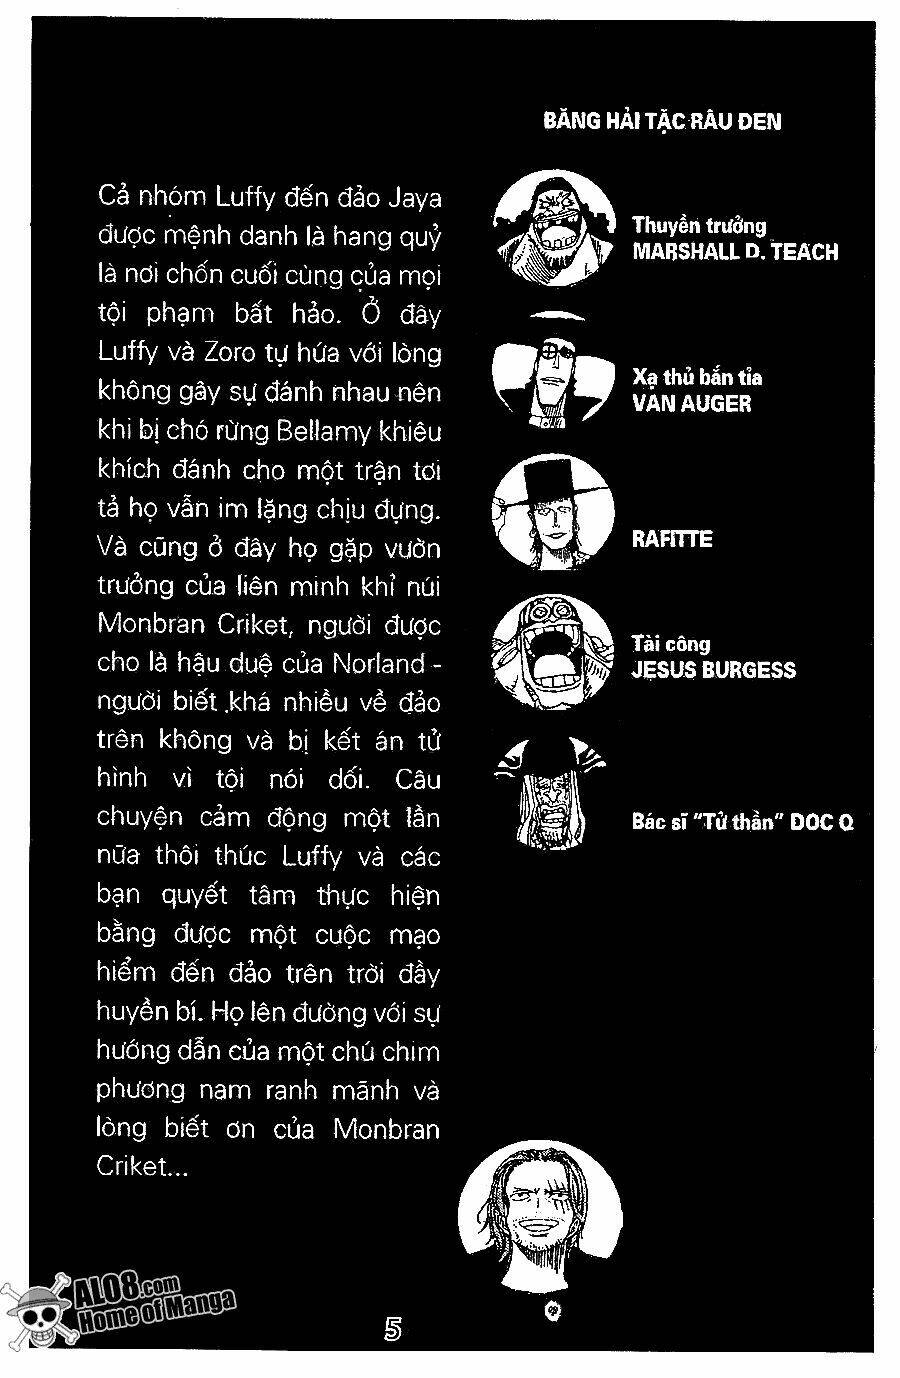 BĂNG HẢI TẶC RÂU ĐEN
Cả nhóm Luffy đến đảo Jaya
được mệnh danh là hang quỷ
là nơi chốn cuối cùng của mọi
tội phạm bất hảo. Ở đây
Luffy và Zoro tự hứa với lòng
không gây sự đánh nhau nên
khi bị chó rừng Bellamy khiêu
khích đánh cho một trận tơi
tả họ vẫn im lặng chịu đựng.
Và cũng ở đây họ gặp vườn
trưởng của liên minh khỉ núi
Monbran Criket, người được
cho là hậu duệ của Norland -
người biết khá nhiều về đảo
trên không và bị kết án tử
hình vì tội nói dối. Câu
chuyện cảm động một lần
nữa thôi thúc Luffy và các
bạn quyết tâm thực hiện
bằng được một cuộc mạo
hiểm đến đảo trên trời đầy
huyền bí. Họ lên đường với sự
hướng dẫn của một chú chim
phương nam ranh mãnh và
lòng biết ơn của Monbran
Criket...
Thuyền trưởng
MARSHALL D. TEACH
Xạ thủ bắn tỉa
VAN AUGER
RAFITTE
Tài công
JESUS BURGESS
Bác sĩ "Tử thần" DOC Q
ALO8.com
Home of Manga
5